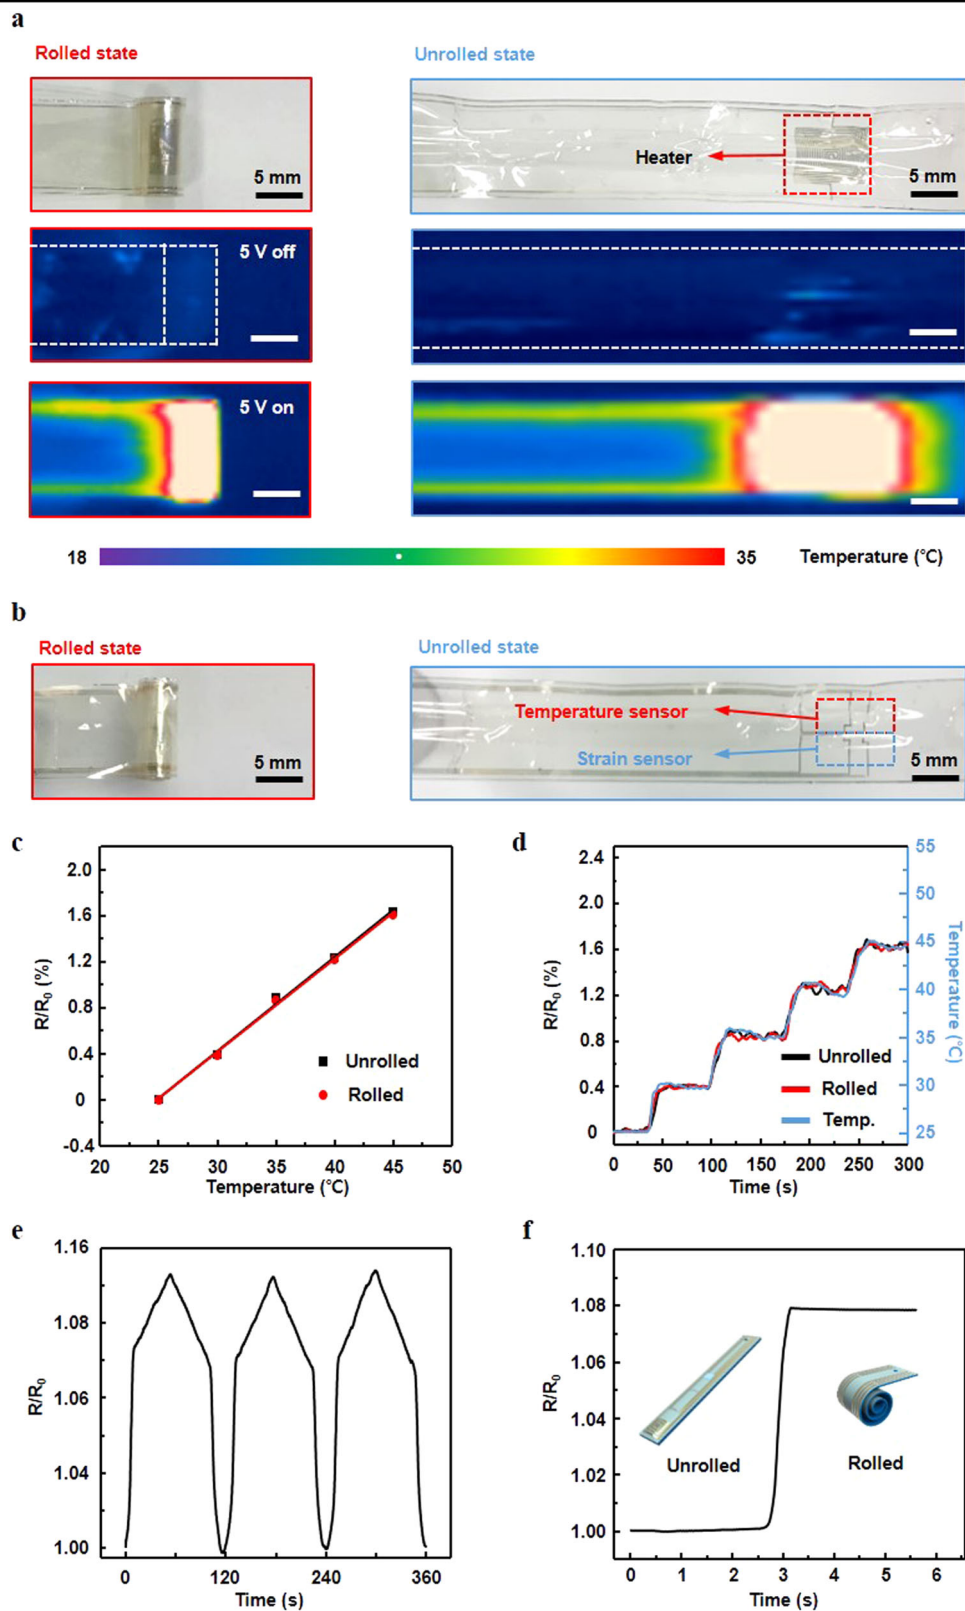 a
Rolled state
Unrolled state
5 mm
Heater
5 mm
5 V off
5 V on
18
35
Temperature (°C)
b
Rolled state
Unrolled state
5 mm
Temperature sensor
Strain sensor
5 mm
c
R/R0 (%)
2.0
1.6
1.2
0.8
0.4
0
-0.4
Unrolled
Rolled
20 25 30 35 40 45 50
Temperature (°C)
d
R/R0 (%)
2.4
2.0
1.6
1.2
0.8
0.4
0
55
50
45
40
35
30
25
Temperature (°C)
Unrolled
Rolled
Temp.
0 50 100 150 200 250 300
Time (s)
e
R/R0
1.16
1.08
1.06
1.04
1.00
0 120 240 360
Time (s)
f
R/R0
1.10
1.08
1.06
1.04
1.02
1.00
Unrolled
Rolled
0 1 2 3 4 5 6
Time (s)